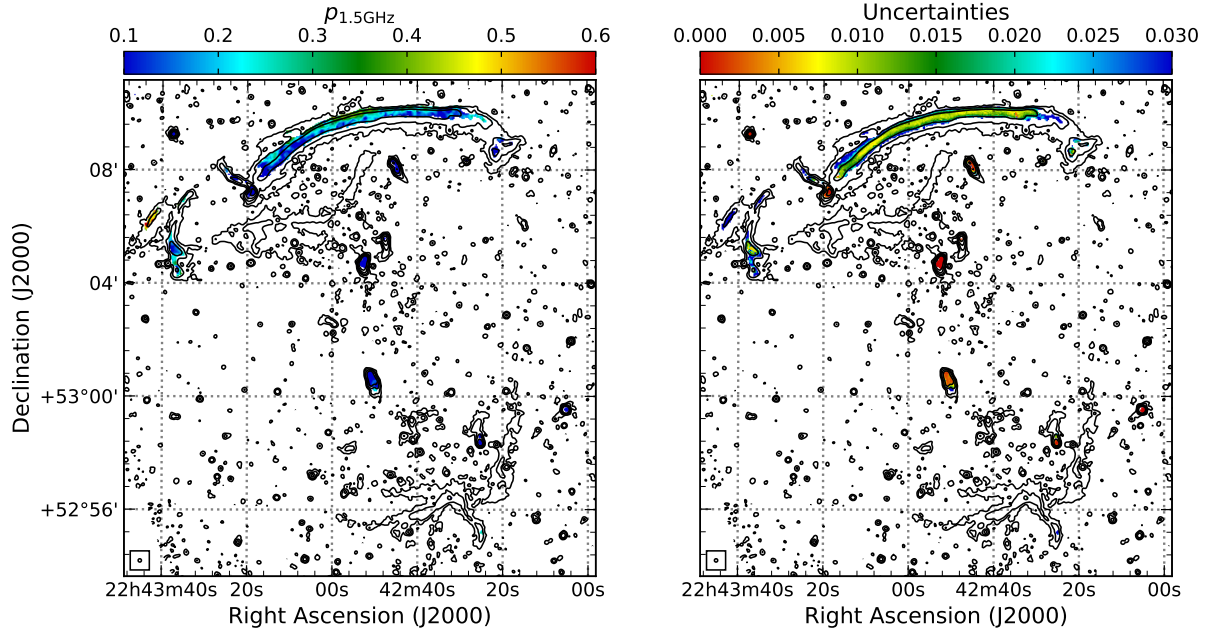 p1.5GHz
0.1 0.2 0.3 0.4 0.5 0.6
Uncertainties
0.000 0.005 0.010 0.015 0.020 0.025 0.030
Declination (J2000)
08'
04'
+53°00'
+52°56'
22h43m40s 20s 00s 42m40s 20s 00s
Right Ascension (J2000)
22h43m40s 20s 00s 42m40s 20s 00s
Right Ascension (J2000)